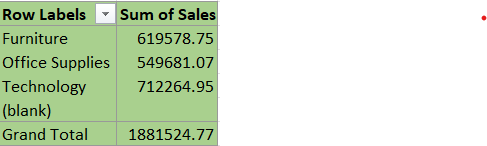 Row Labels Sum of Sales
Furniture 619578.75
Office Supplies 549681.07
Technology 712264.95
(blank)
Grand Total 1881524.77